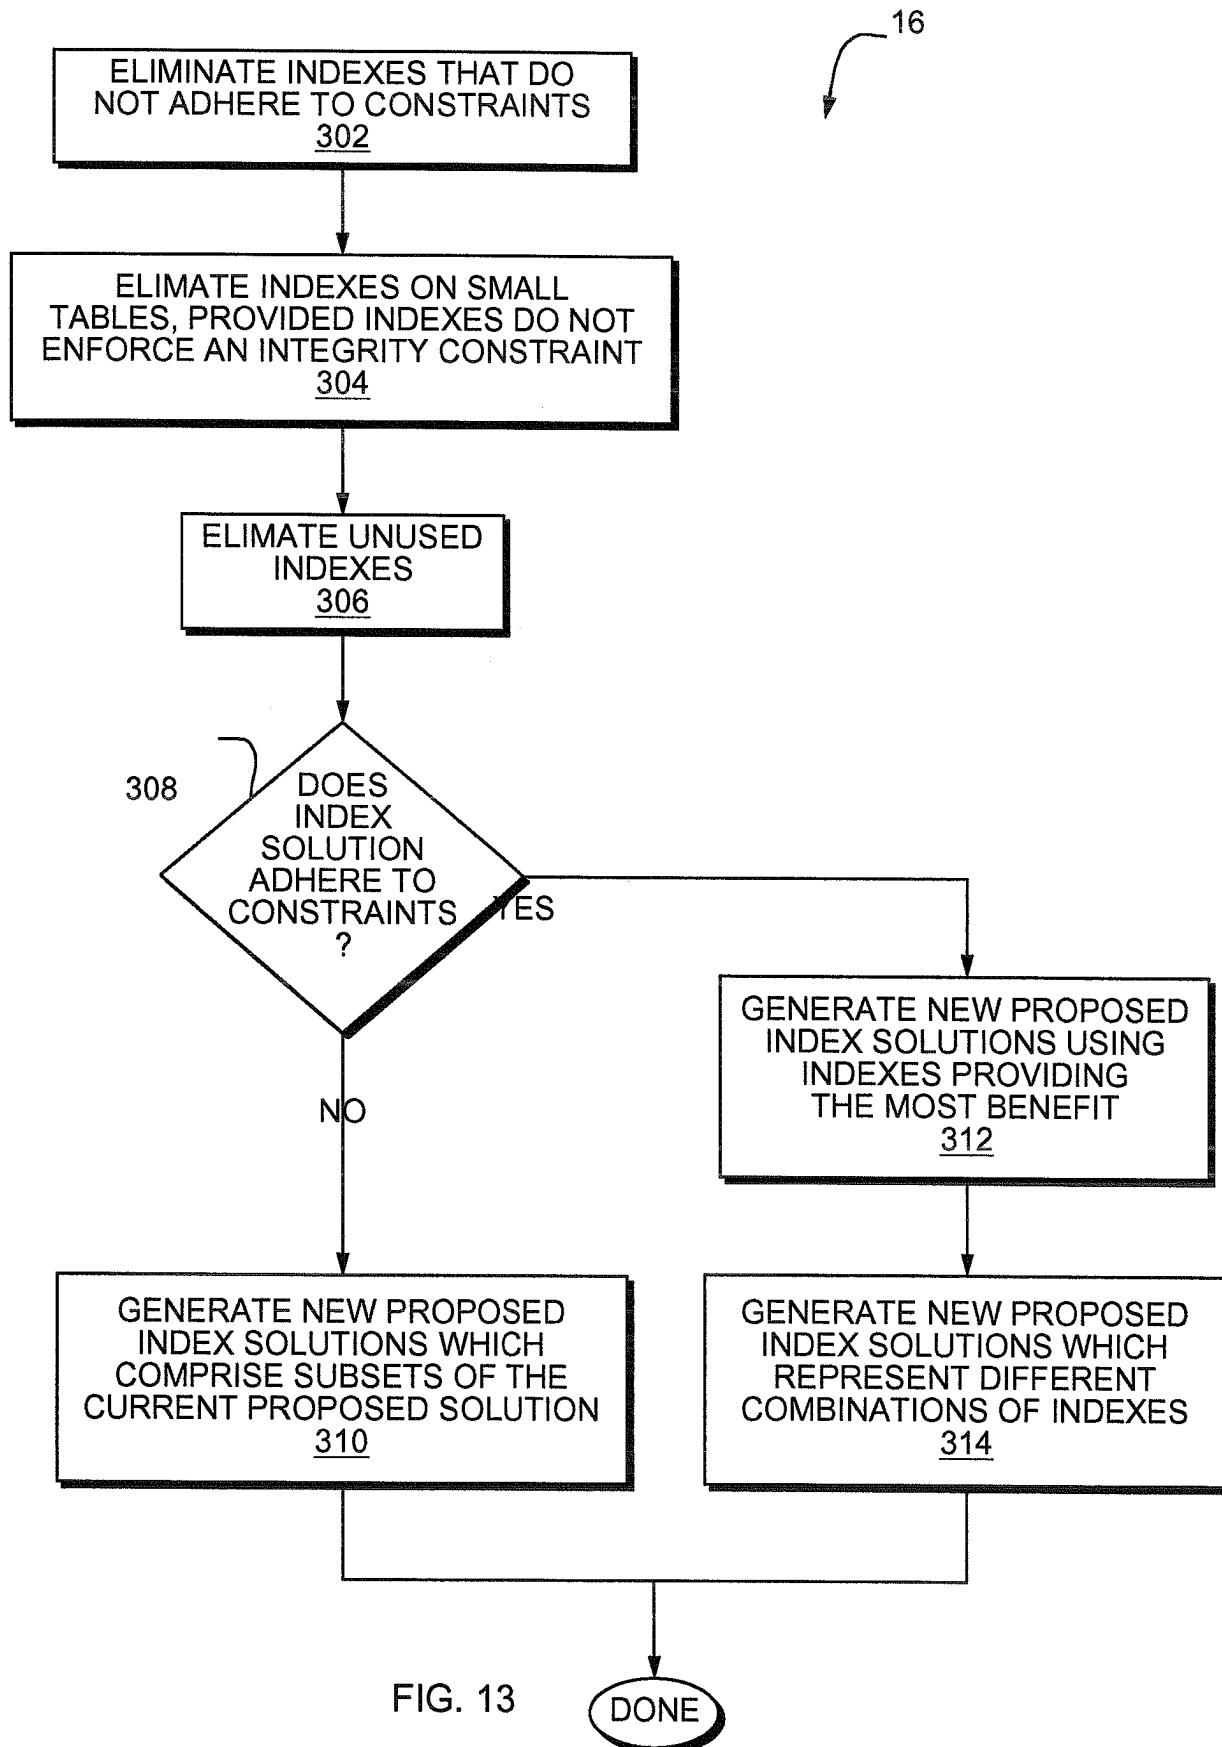 16
ELIMINATE INDEXES THAT DO
NOT ADHERE TO CONSTRAINTS
302
ELIMATE INDEXES ON SMALL
TABLES, PROVIDED INDEXES DO NOT
ENFORCE AN INTEGRITY CONSTRAINT
304
ELIMATE UNUSED
INDEXES
306
308
DOES
INDEX
SOLUTION
ADHERE TO
CONSTRAINTS
?
YES
NO
GENERATE NEW PROPOSED
INDEX SOLUTIONS USING
INDEXES PROVIDING
THE MOST BENEFIT
312
GENERATE NEW PROPOSED
INDEX SOLUTIONS WHICH
COMPRISE SUBSETS OF THE
CURRENT PROPOSED SOLUTION
310
GENERATE NEW PROPOSED
INDEX SOLUTIONS WHICH
REPRESENT DIFFERENT
COMBINATIONS OF INDEXES
314
FIG. 13
DONE